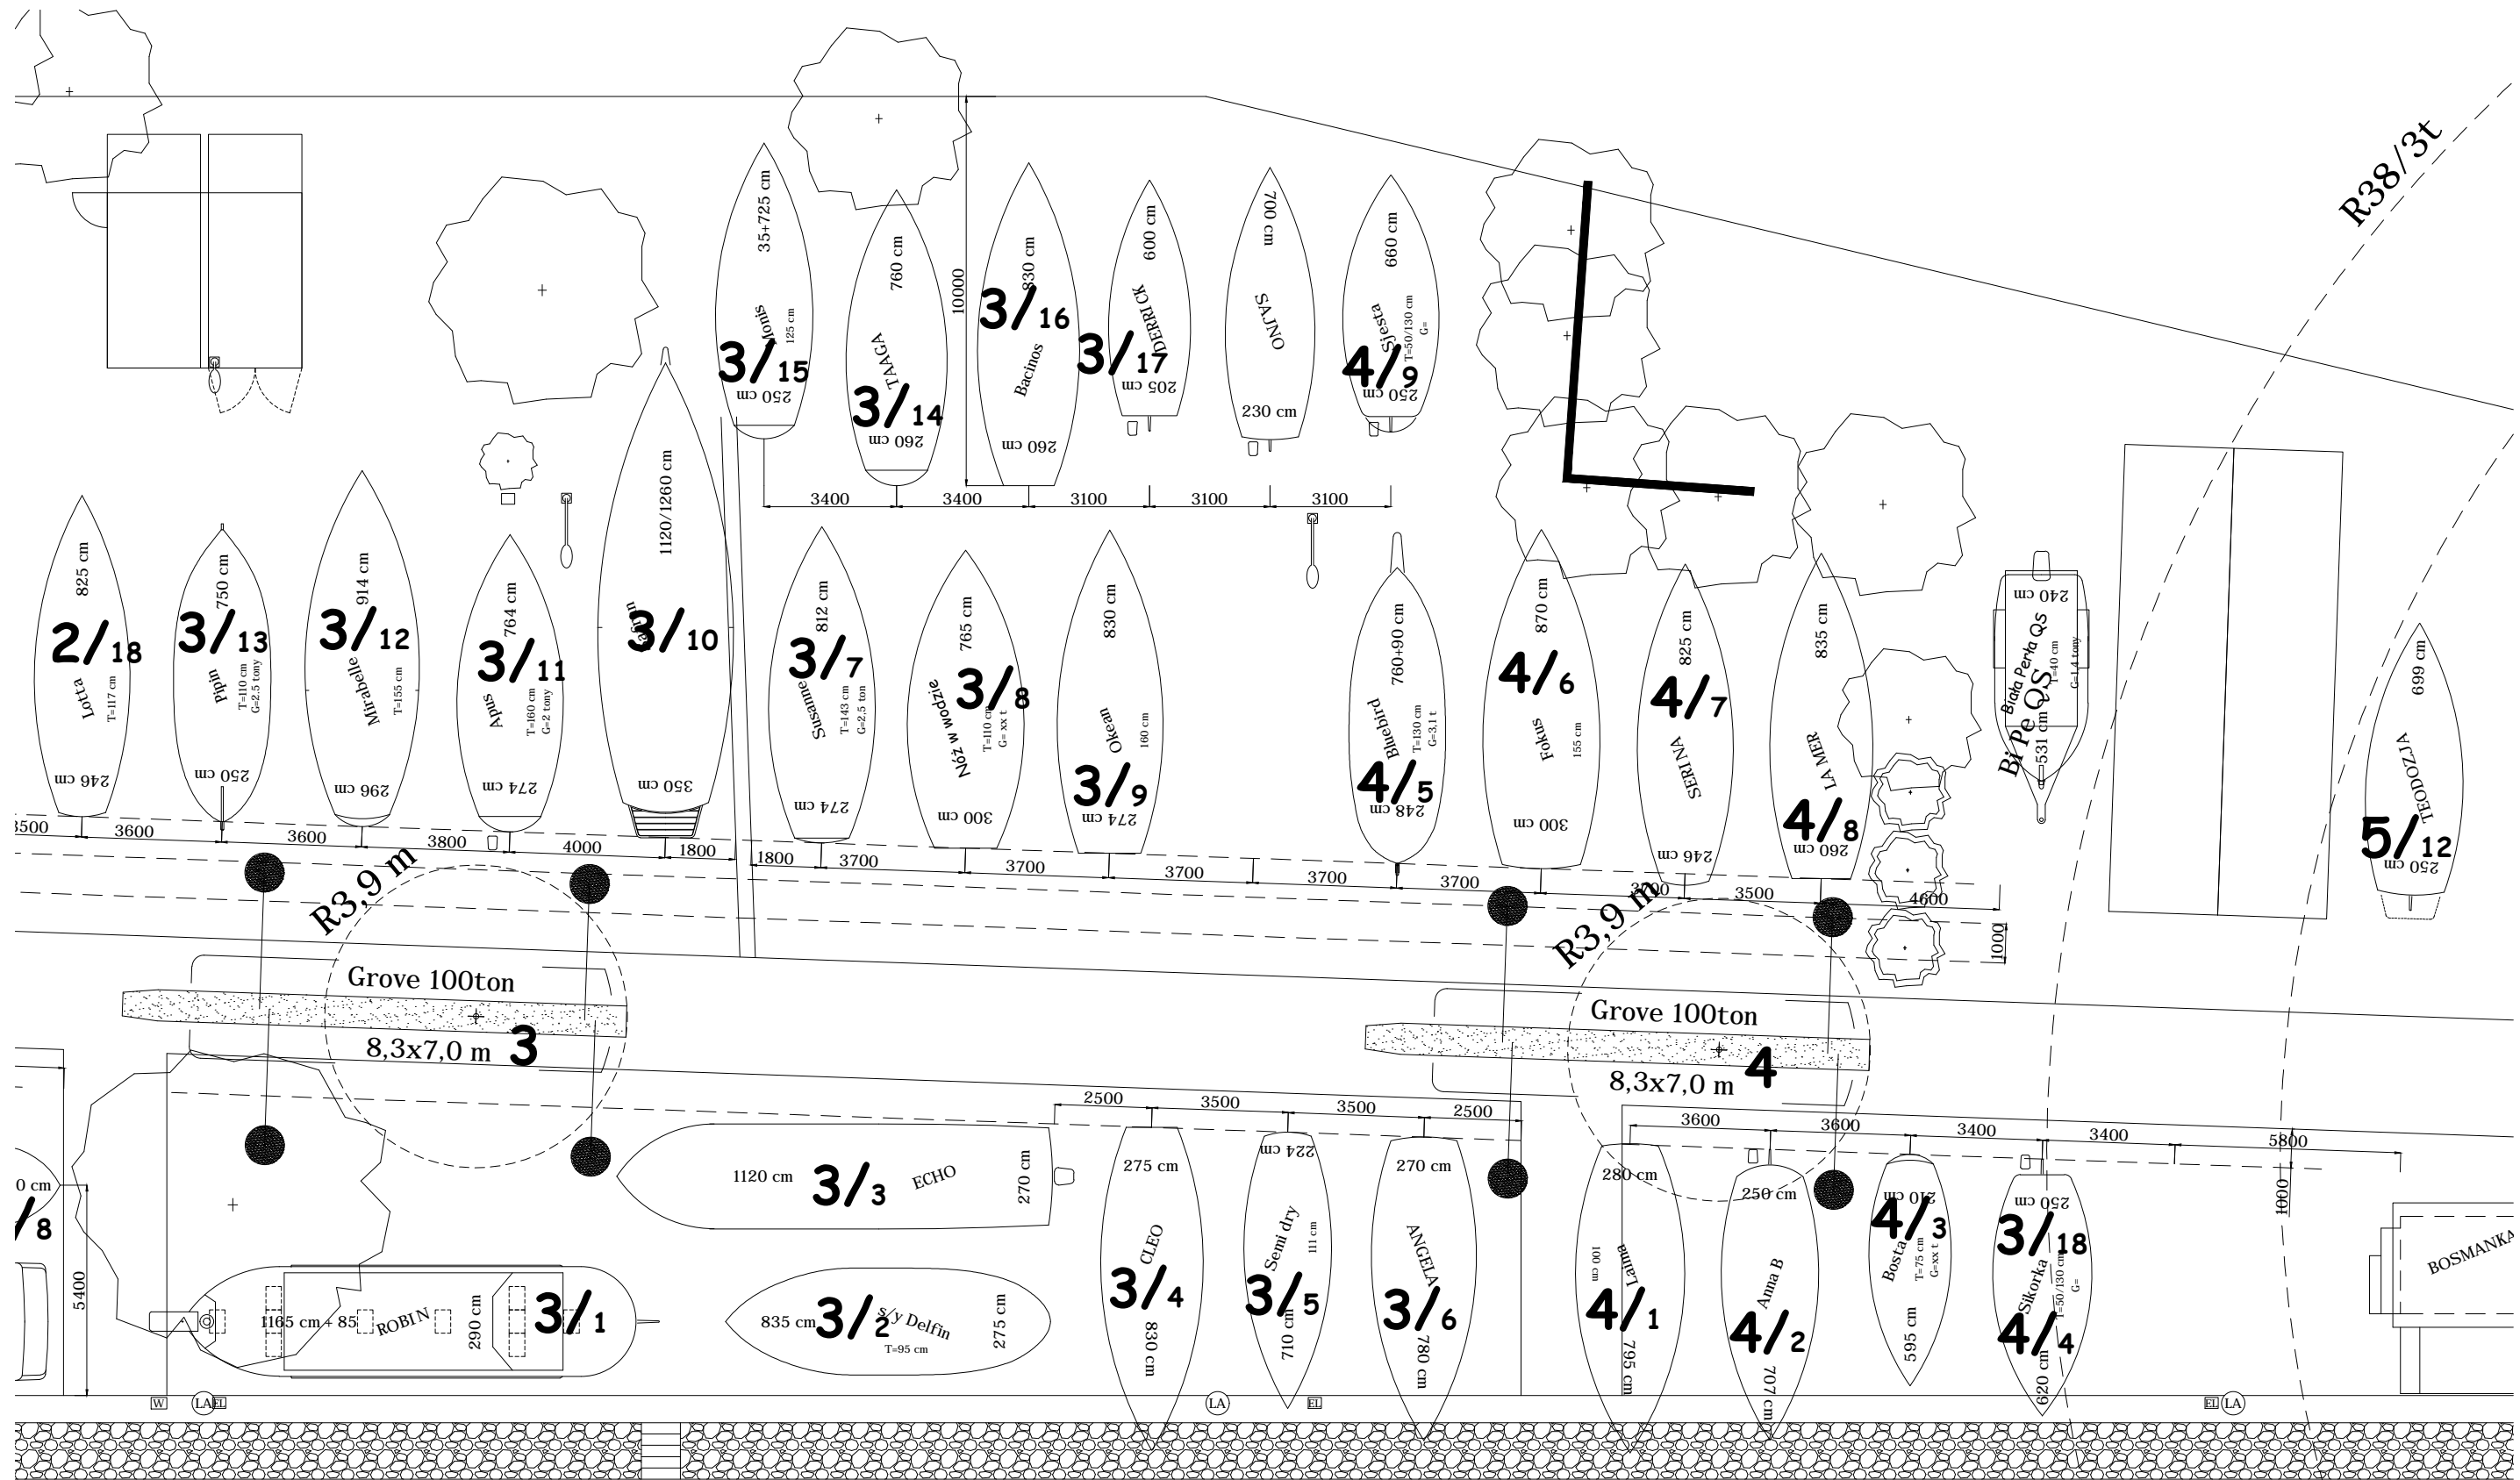 R38/3t
35+725 cm
Monis
125 cm
3/15
250 cm
760 cm
TAAGA
3/14
260 cm
10000
830 cm
3/16
Bacinos
260 cm
600 cm
DERRICK
3/17
205 cm
700 cm
ONSAJNO
230 cm
660 cm
Sjesta
T=50/130 cm
G=
4/9
250 cm
3400
3400
3100
3100
3100
825 cm
2/18
Lotta
T=117 cm
246 cm
750 cm
3/13
Pipin
T=110 cm
G=2.5 tony
250 cm
914 cm
3/12
Mirabelle
T=155 cm
296 cm
764 cm
3/11
Apus
T=160 cm
G=2 tony
274 cm
1120/1260 cm
3/10
350 cm
812 cm
3/7
Susanne
T=143 cm
G=2,5 ton
274 cm
765 cm
3/8
Nóż w wodzie
T=110 cm
G= xx t
300 cm
830 cm
Okean
160 cm
3/9
274 cm
760+90 cm
Bluebird
T=130 cm
G=3,1 t
4/5
248 cm
870 cm
4/6
Fokus
155 cm
300 cm
825 cm
4/7
SERINA
246 cm
835 cm
LA MER
4/8
260 cm
240 cm
Biała Perła QS
T=40 cm
G=1,4 tony
Bi Pe QS
531 cm
699 cm
TEODOZJA
5/12
250 cm
3500
3600
3600
3800
4000
1800
1800
3700
3700
3700
3700
3700
3700
3500
4600
1000
R3,9 m
R3,9 m
Grove 100ton
8,3x7,0 m
3
Grove 100ton
8,3x7,0 m
4
2500
3500
3500
2500
3600
3600
3400
3400
5800
1000
0 cm
/8
5400
1120 cm
3/3
ECHO
270 cm
1165 cm + 85
ROBIN
290 cm
3/1
835 cm
3/2
s/y Delfin
T=95 cm
275 cm
275 cm
CLEO
3/4
830 cm
224 cm
Semi dry
111 cm
3/5
710 cm
270 cm
ANGELA
3/6
780 cm
280 cm
Laina
100 cm
4/1
795 cm
250 cm
Anna B
4/2
707 cm
210 cm
4/3
Bosta
T=75 cm
G=xx t
595 cm
250 cm
3/18
Sikorka
T=50/130 cm
G=
4/4
620 cm
BOSMANKA
W
LA
EL
LA
EL
EL
LA